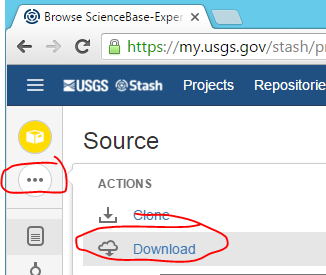 Browse ScienceBase-Exper
https://my.usgs.gov/stash/pr
USGS Stash Projects Repositorie
Source
ACTIONS
Clone
Download